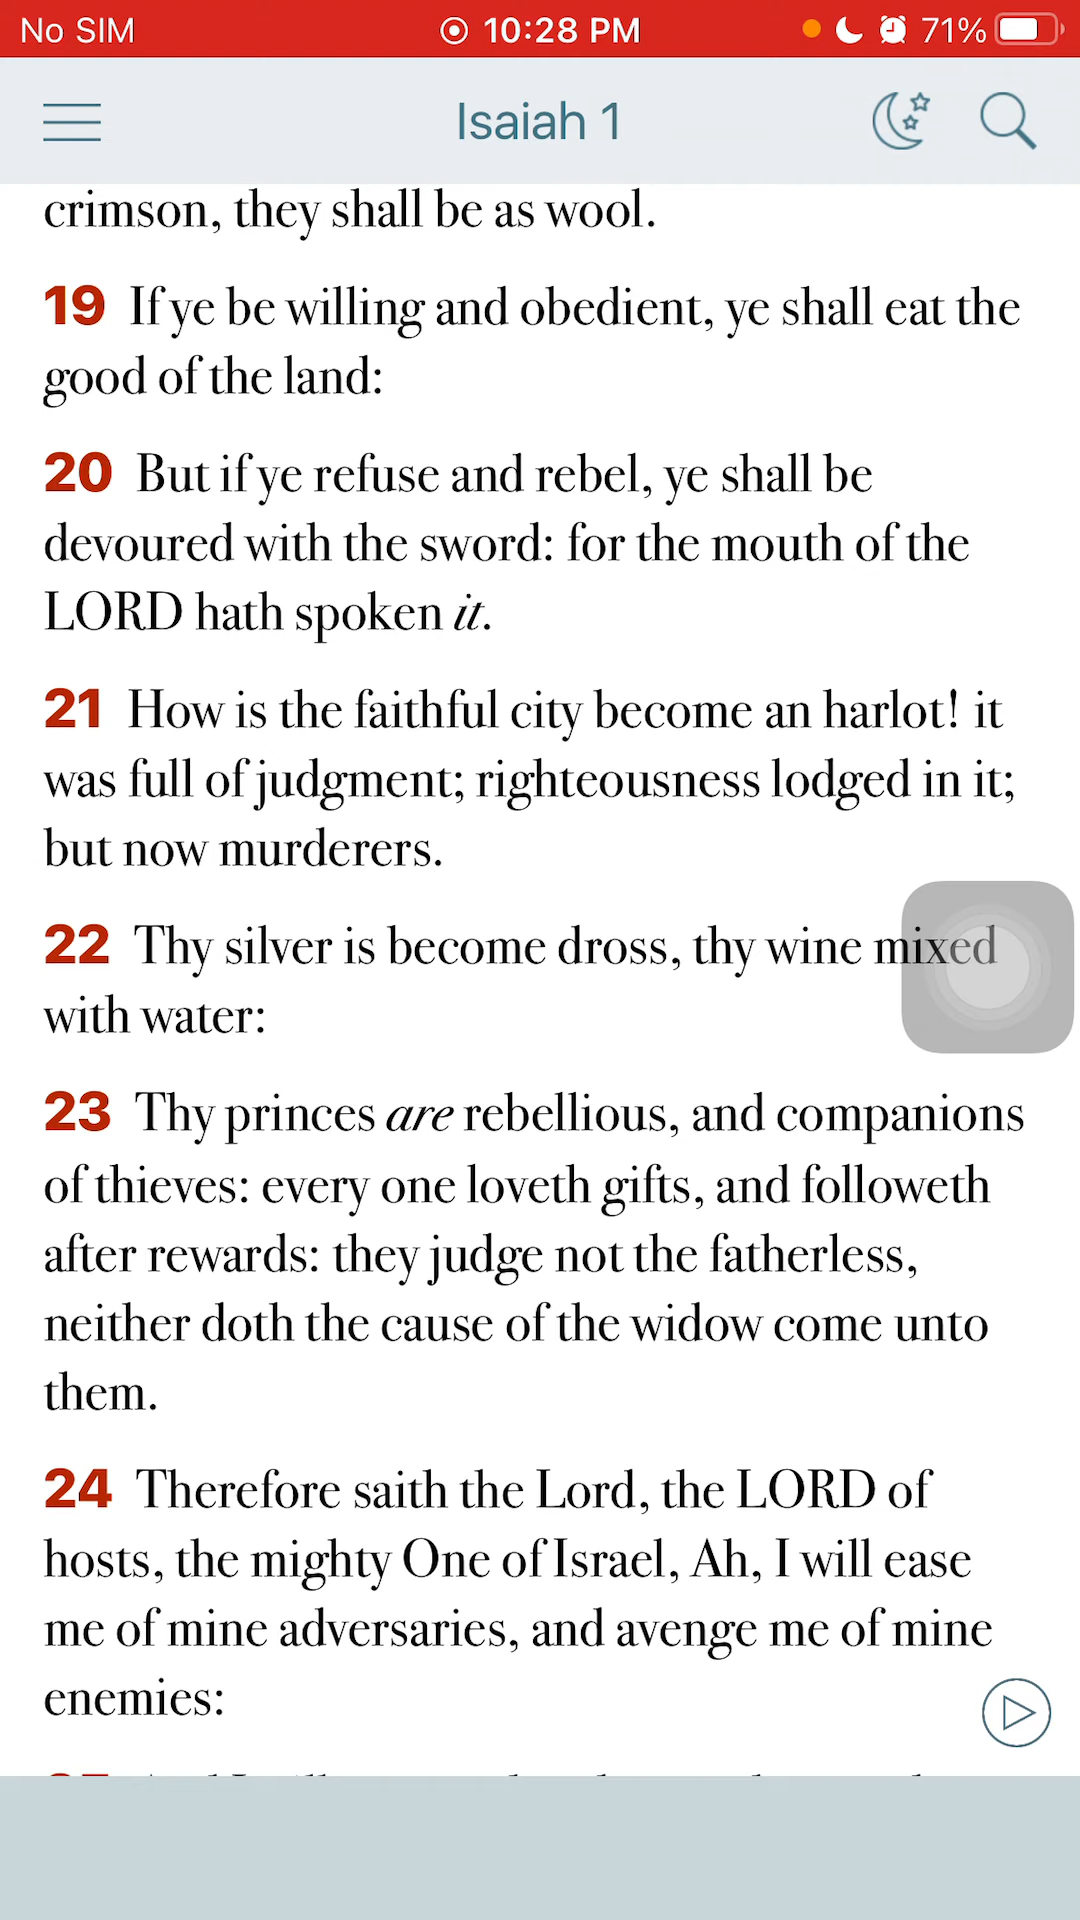 No SIM 10:28 PM 71%
Isaiah 1
crimson, they shall be as wool.
19 If ye be willing and obedient, ye shall eat the
good of the land:
20 But if ye refuse and rebel, ye shall be
devoured with the sword: for the mouth of the
LORD hath spoken it.
21 How is the faithful city become an harlot! it
was full of judgment; righteousness lodged in it;
but now murderers.
22 Thy silver is become dross, thy wine mixed
with water:
23 Thy princes are rebellious, and companions
of thieves: every one loveth gifts, and followeth
after rewards: they judge not the fatherless,
neither doth the cause of the widow come unto
them.
24 Therefore saith the Lord, the LORD of
hosts, the mighty One of Israel, Ah, I will ease
me of mine adversaries, and avenge me of mine
enemies: